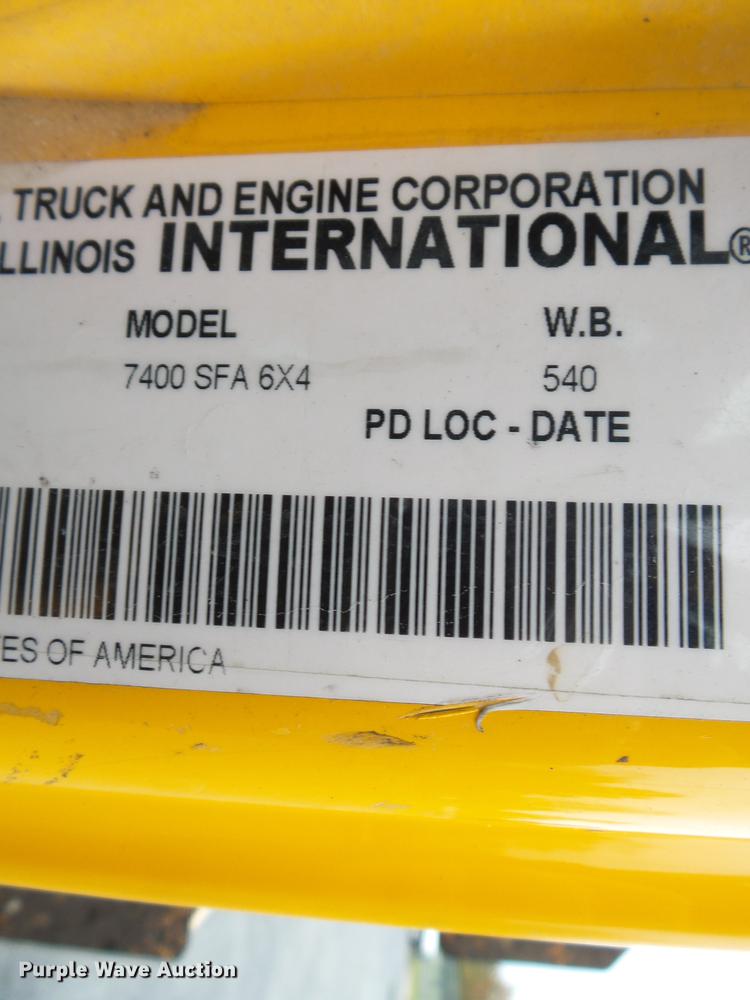 TRUCK AND ENGINE CORPORATION
ILLINOIS INTERNATIONAL®
MODEL W.B.
7400 SFA 6X4 540
PD LOC - DATE
ES OF AMERICA
Purple Wave Auction